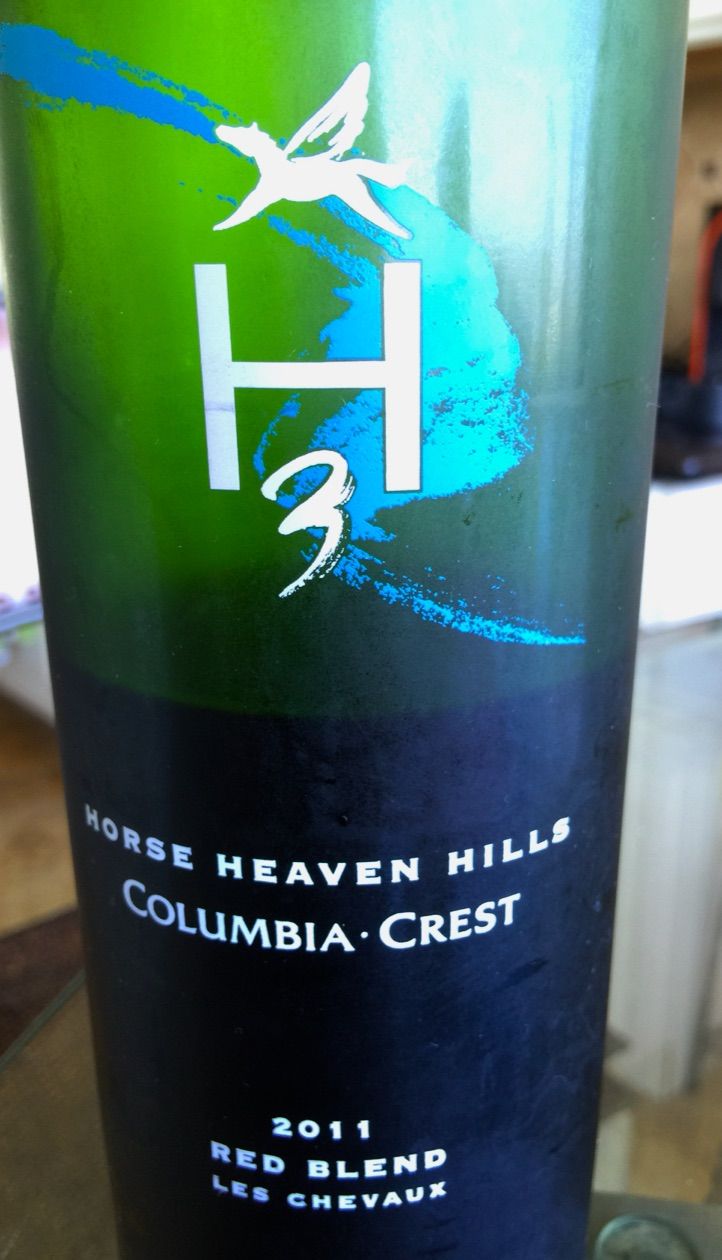 H
3
HORSE HEAVEN HILLS
COLUMBIA · CREST
2011
RED BLEND
LES CHEVAUX